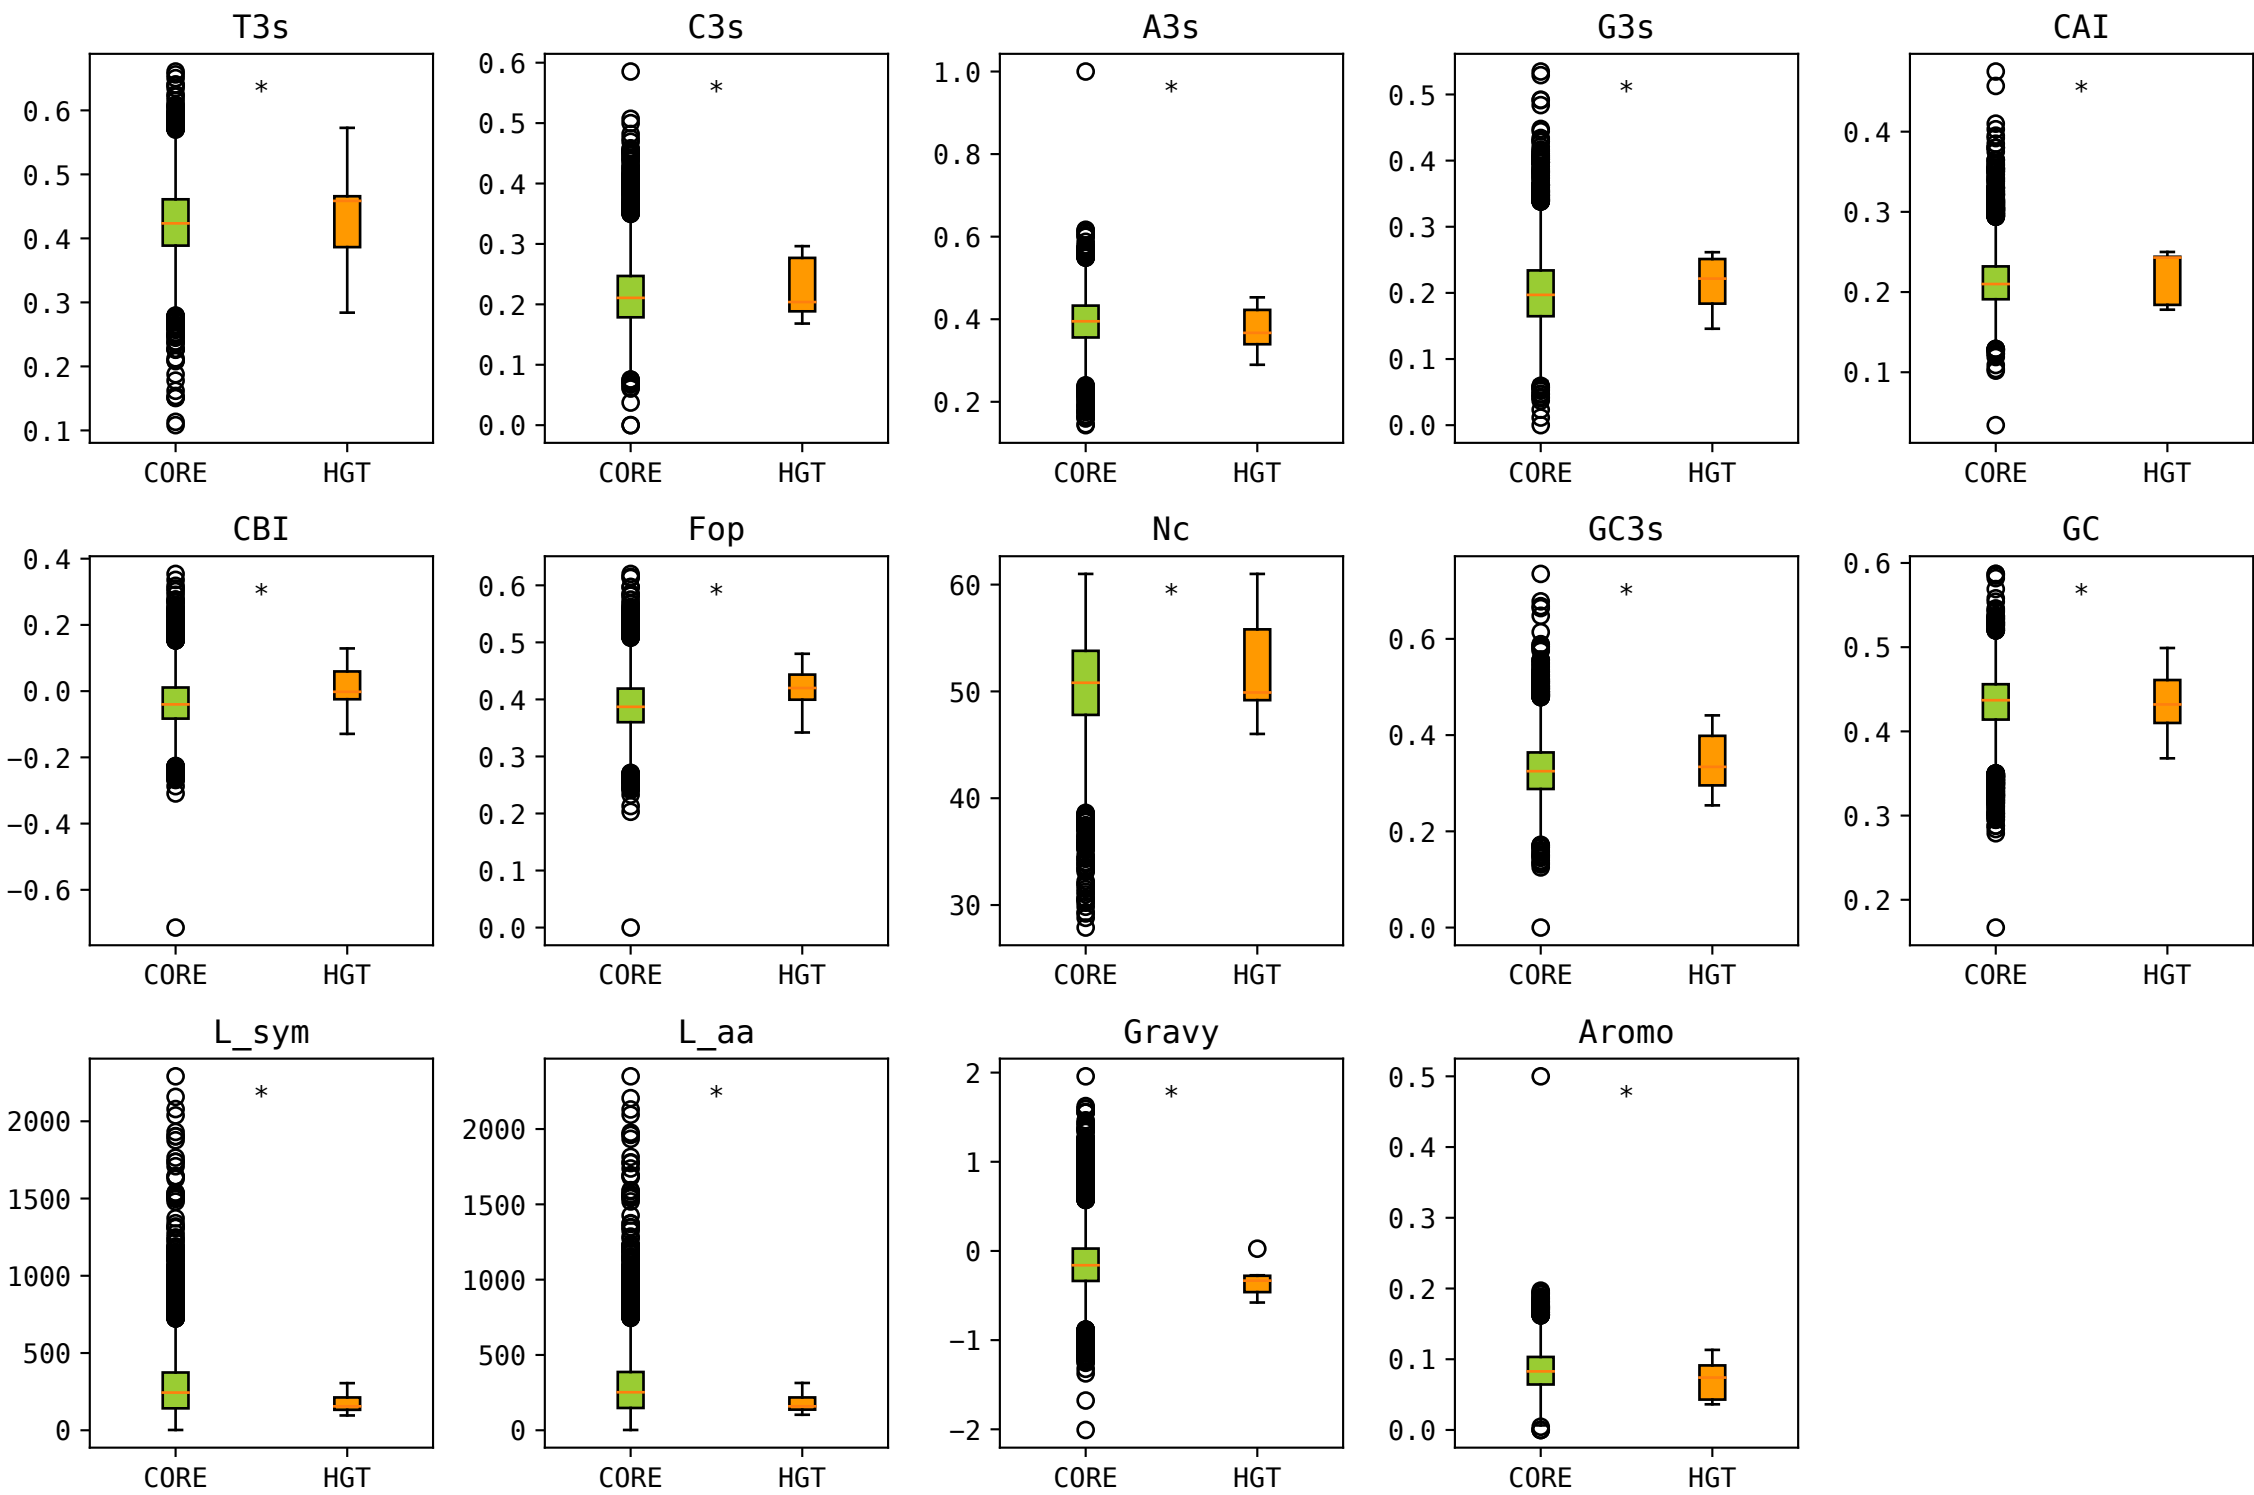 T3s
C3s
A3s
G3s
CAI
*
0.6
0.5
0.4
0.3
0.2
0.1
CORE
HGT
*
0.6
0.5
0.4
0.3
0.2
0.1
0.0
CORE
HGT
*
1.0
0.8
0.6
0.4
0.2
CORE
HGT
*
0.5
0.4
0.3
0.2
0.1
0.0
CORE
HGT
*
0.4
0.3
0.2
0.1
CORE
HGT
CBI
Fop
Nc
GC3s
GC
*
0.4
0.2
0.0
−0.2
−0.4
−0.6
CORE
HGT
*
0.6
0.5
0.4
0.3
0.2
0.1
0.0
CORE
HGT
*
60
50
40
30
CORE
HGT
*
0.6
0.4
0.2
0.0
CORE
HGT
*
0.6
0.5
0.4
0.3
0.2
CORE
HGT
L_sym
L_aa
Gravy
Aromo
*
2000
1500
1000
500
0
CORE
HGT
*
2000
1500
1000
500
0
CORE
HGT
*
2
1
0
−1
−2
CORE
HGT
*
0.5
0.4
0.3
0.2
0.1
0.0
CORE
HGT